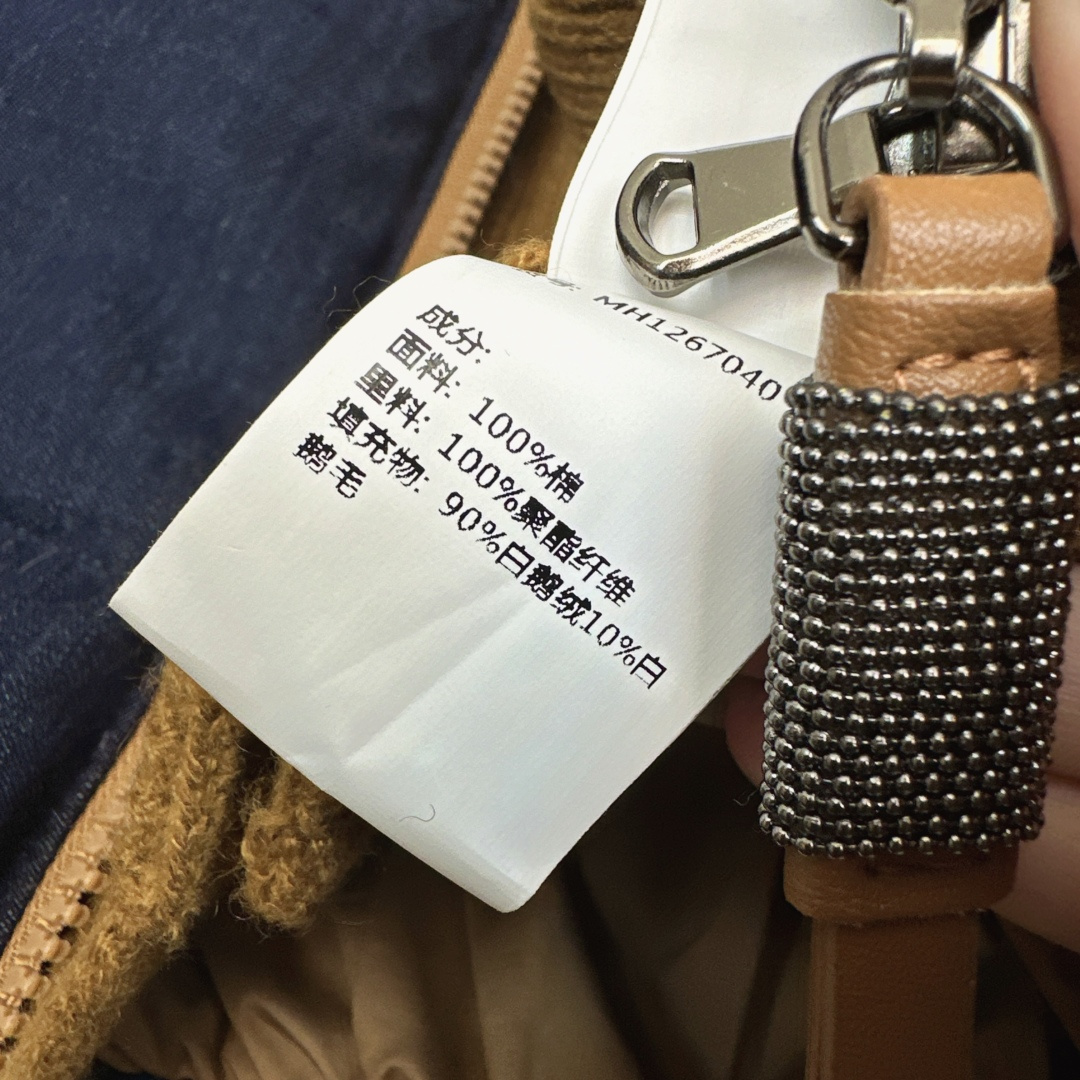 MH1267040
成分:
面料: 100%棉
里料: 100%聚酯纤维
填充物: 90%白鹅绒10%白
鹅毛